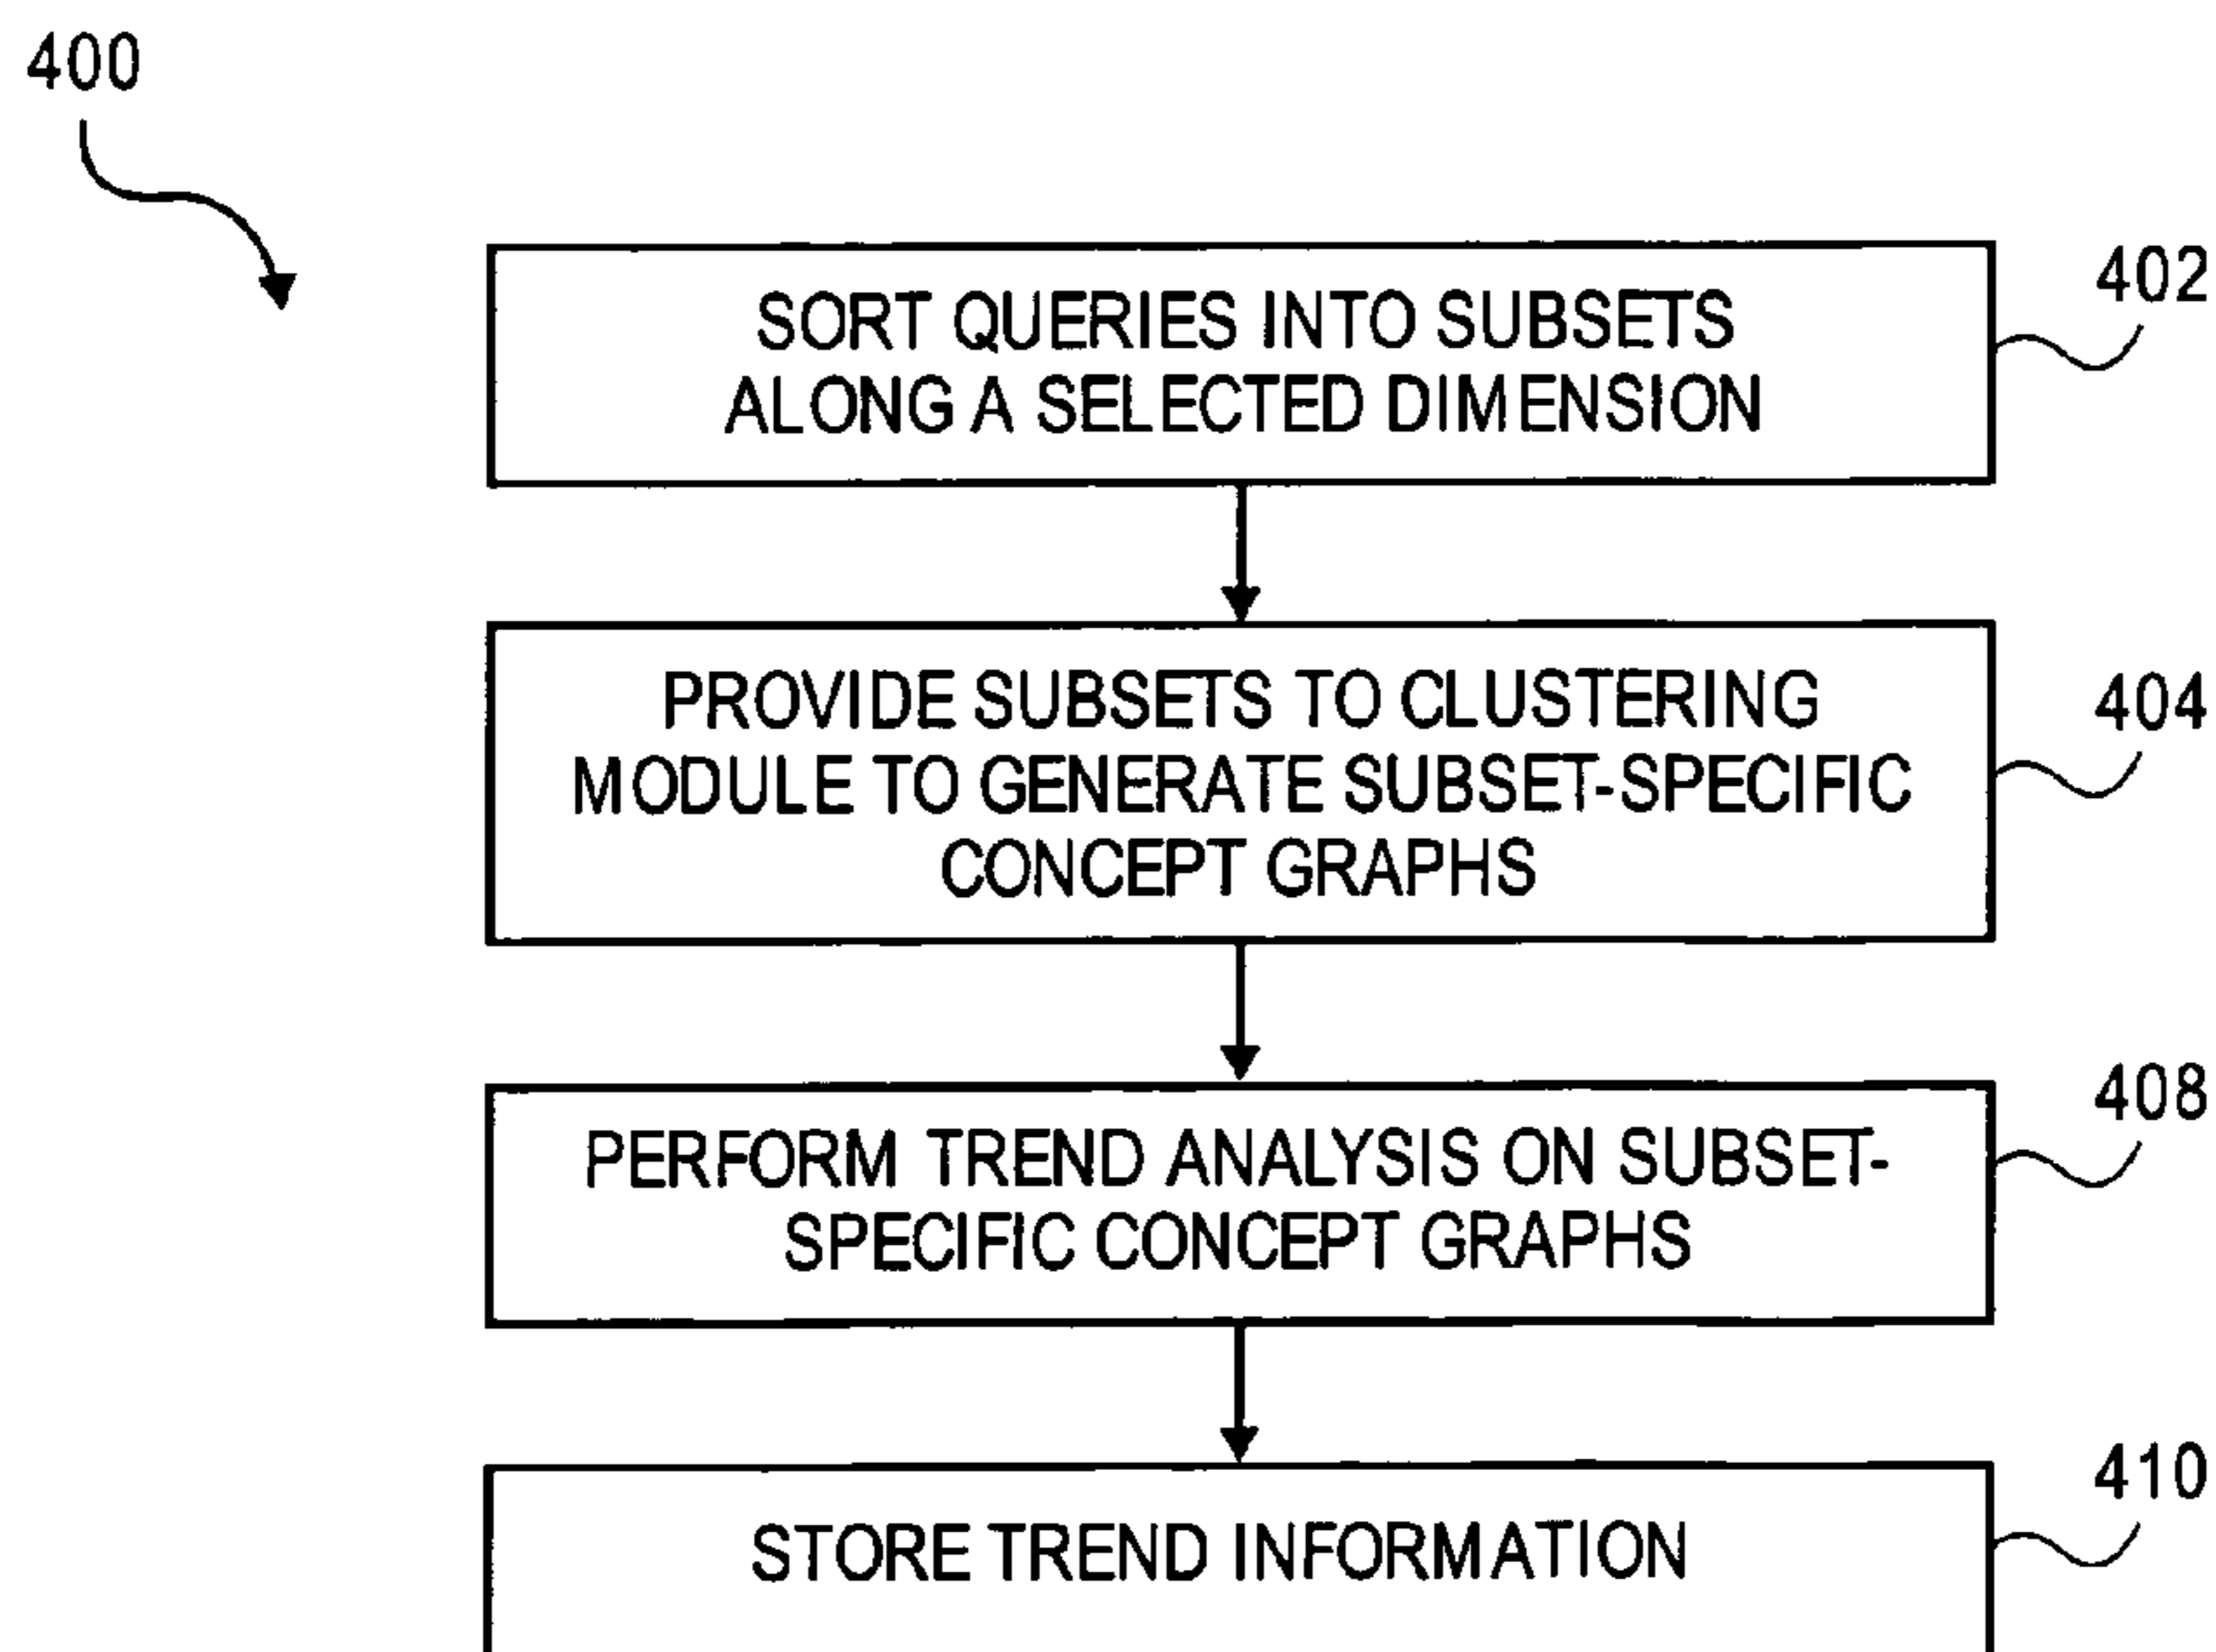 400
SORT QUERIES INTO SUBSETS
ALONG A SELECTED DIMENSION
402
PROVIDE SUBSETS TO CLUSTERING
MODULE TO GENERATE SUBSET-SPECIFIC
CONCEPT GRAPHS
404
PERFORM TREND ANALYSIS ON SUBSET-
SPECIFIC CONCEPT GRAPHS
408
STORE TREND INFORMATION
410